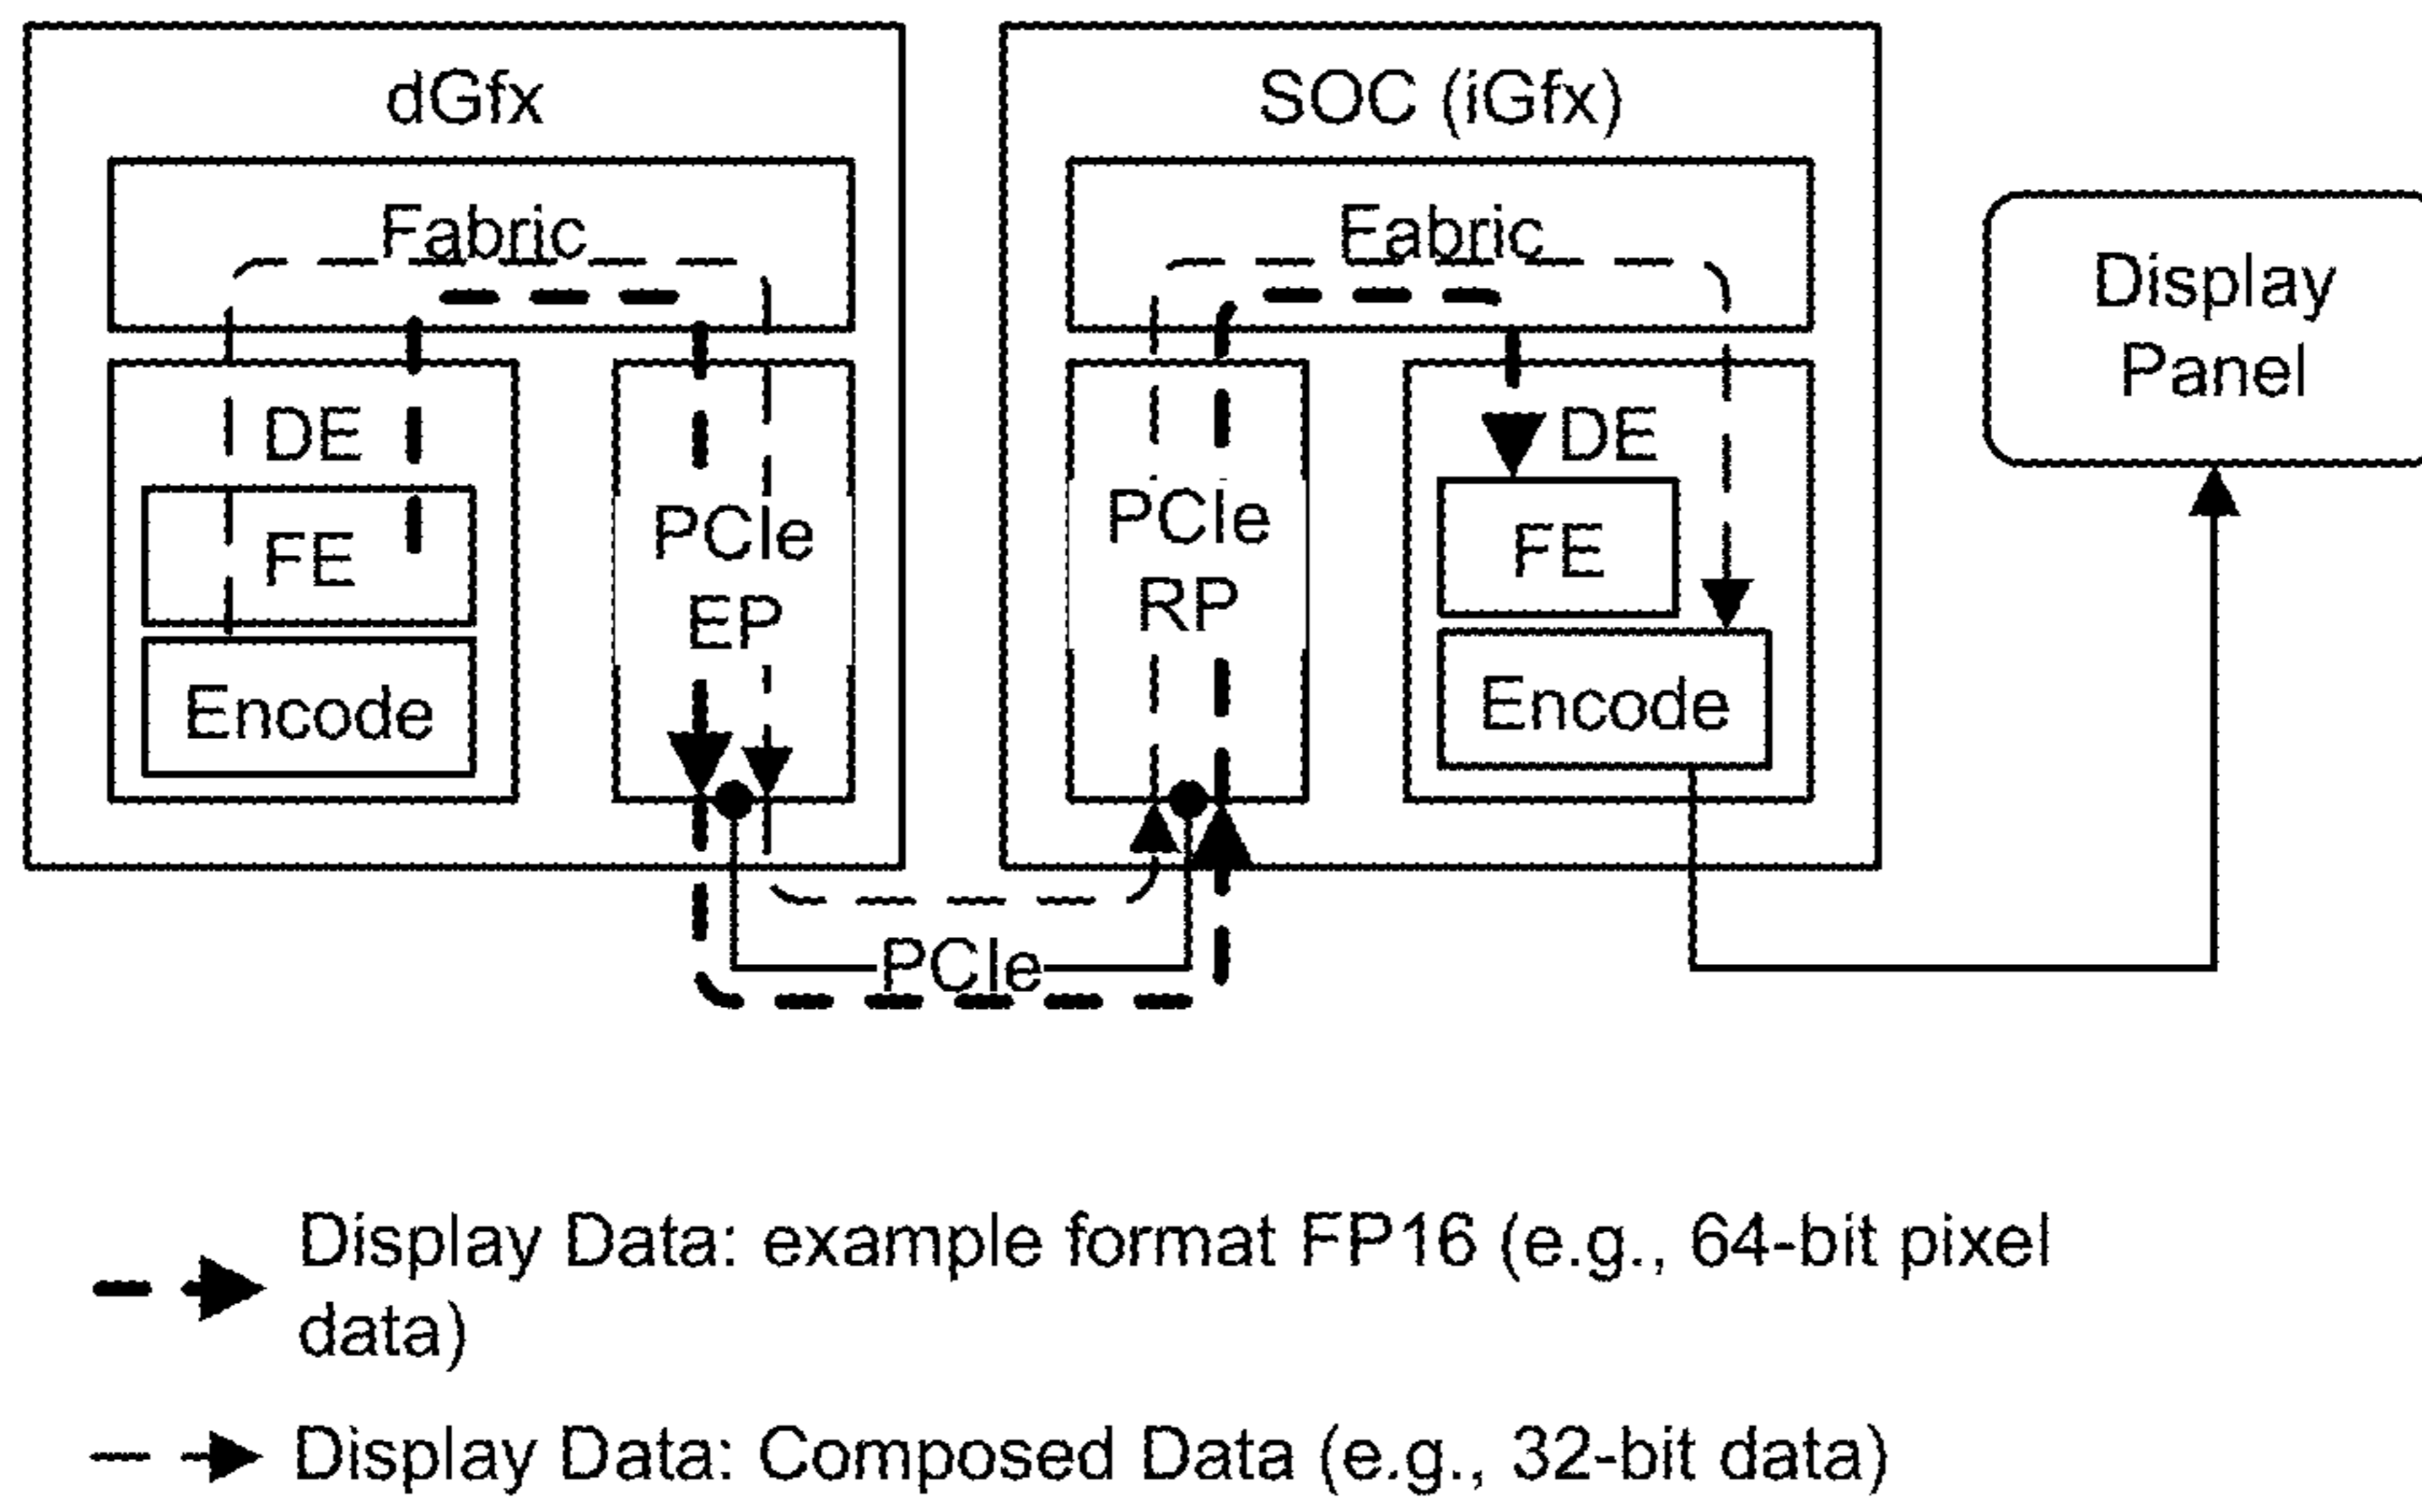 dGfx
Fabric
DE
FE
Encode
PCIe
EP
SOC (iGfx)
Fabric
PCIe
RP
DE
FE
Encode
Display
Panel
PCIe
Display Data: example format FP16 (e.g., 64-bit pixel
data)
Display Data: Composed Data (e.g., 32-bit data)